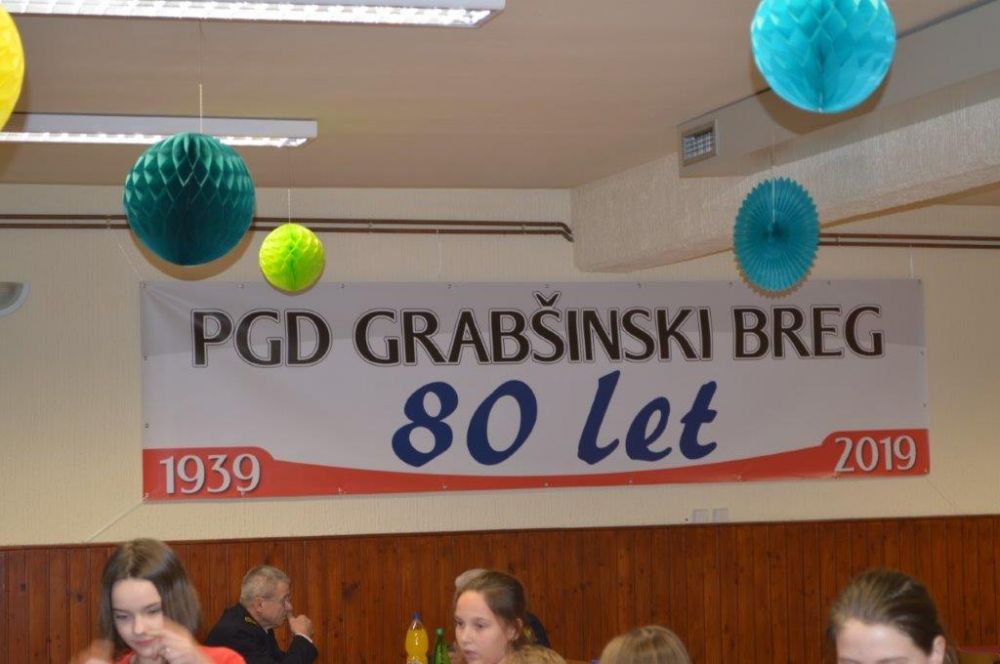 PGD GRABŠINSKI BREG
80 let
1939
2019